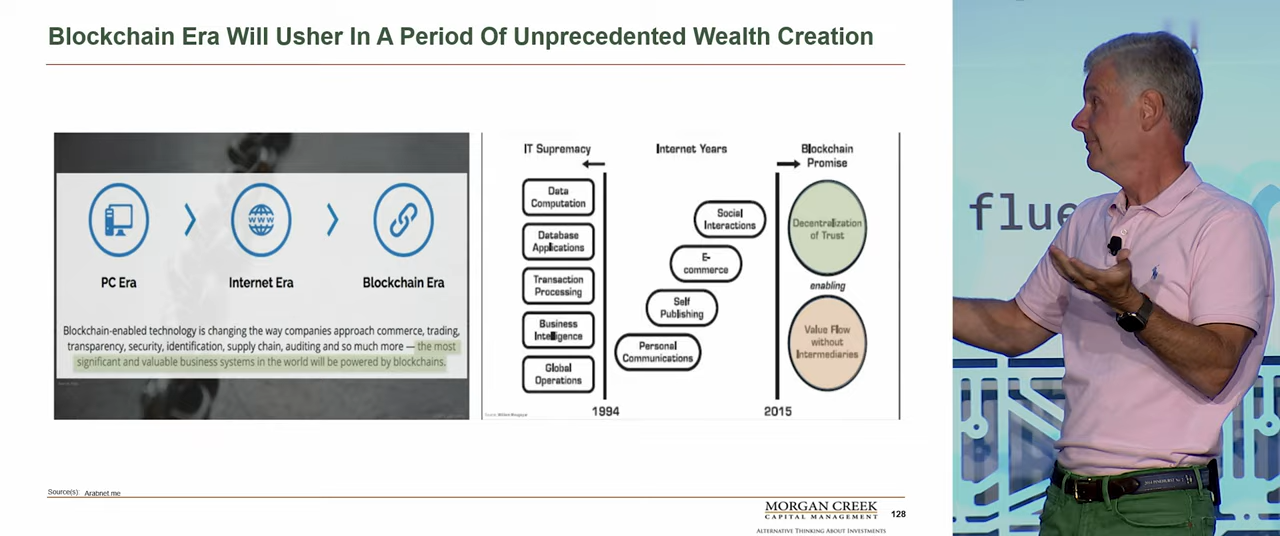 Blockchain Era Will Usher In A Period Of Unprecedented Wealth Creation
PC Era
Internet Era
Blockchain Era
Blockchain-enabled technology is changing the way companies approach commerce, trading,
transparency, security, identification, supply chain, auditing and so much more — the most
significant and valuable business systems in the world will be powered by blockchains.
WWW
IT Supremacy
Internet Years
Blockchain
Promise
Data
Computation
Database
Applications
Transaction
Processing
Business
Intelligence
Global
Operations
Social
Interactions
E-
commerce
Self
Publishing
Personal
Communications
Decentralization
of Trust
enabling
Value Flow
without
Intermediaries
1994
2015
Source: William Mougayar
Source(s): Arabnet.me
MORGAN CREEK
CAPITAL MANAGEMENT
ALTERNATIVE THINKING ABOUT INVESTMENTS
128
flue